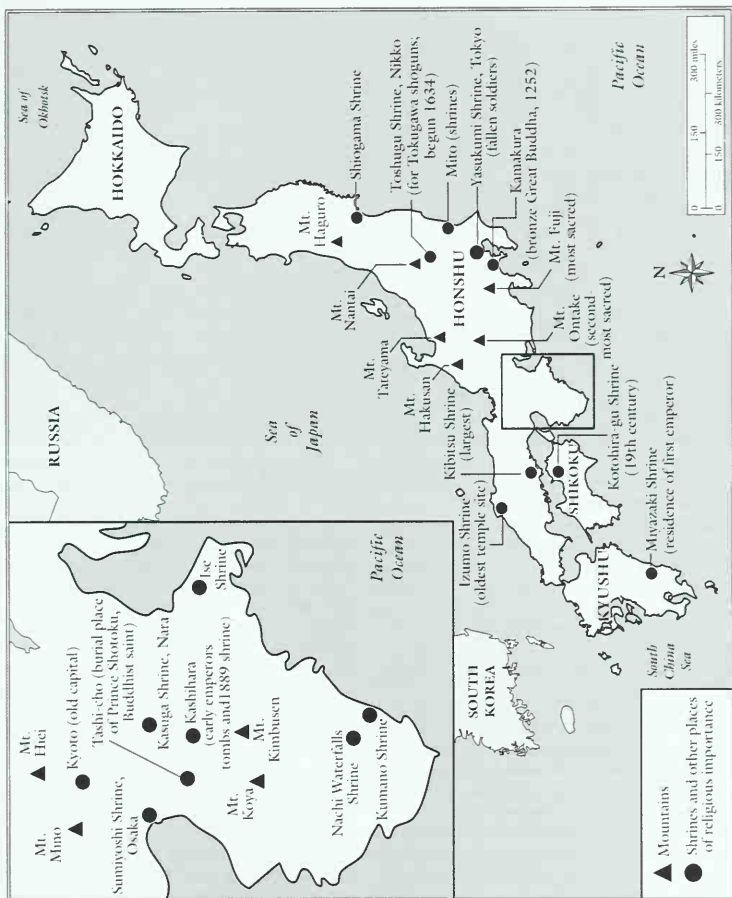 Mt.
Mino
Mt.
Hiei
Kyoto (old capital)
Tashi-cho (burial place
of Prince Shotoku,
Buddhist saint)
Sumiyoshi Shrine,
Osaka
Kasuga Shrine, Nara
Kashihara
(early emperors
tombs and1889 shrine)
Ise
Shrine
Mt.
Koya
Mt.
Kimbusen
Nachi Waterfalls
Shrine
Kumano Shrine
Pacific
Ocean
RUSSIA
Sea of
Okhotsk
HOKKAIDO
Sea
of
Japan
Mt.
Haguro
Shiogama Shrine
Mt.
Nantai
Toshugu Shrine, Nikko
(for Tokugawa shoguns;
begun 1634)
Mito (shrines)
Yasukumi Shrine, Tokyo
(fallen soldiers)
Kamakura
(bronze Great Buddha, 1252)
Mt.
Tateyama
HONSHU
Mt. Fuji
(most sacred)
Mt.
Hakusan
Mt.
Ontake
(second-
most sacred)
Kibitsu Shrine
(largest)
Izumo Shrine
(oldest temple site)
Kotohira-gu Shrine
(19th century)
SHIKOKU
KYUSHU
Miyazaki Shrine
(residence of first emperor)
SOUTH
KOREA
South
China
Sea
Pacific
Ocean
N
0 150 300 miles
0 150 300 kilometers
Mountains
Shrines and other places
of religious importance